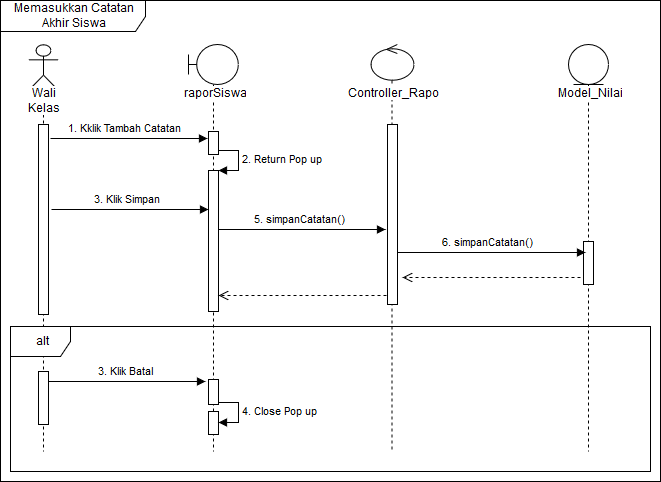 Memasukkan Catatan
Akhir Siswa
Wali
Kelas
raporSiswa
Controller_Rapo
Model_Nilai
1. Kklik Tambah Catatan
2. Return Pop up
3. Klik Simpan
5. simpanCatatan()
6. simpanCatatan()
alt
3. Klik Batal
4. Close Pop up